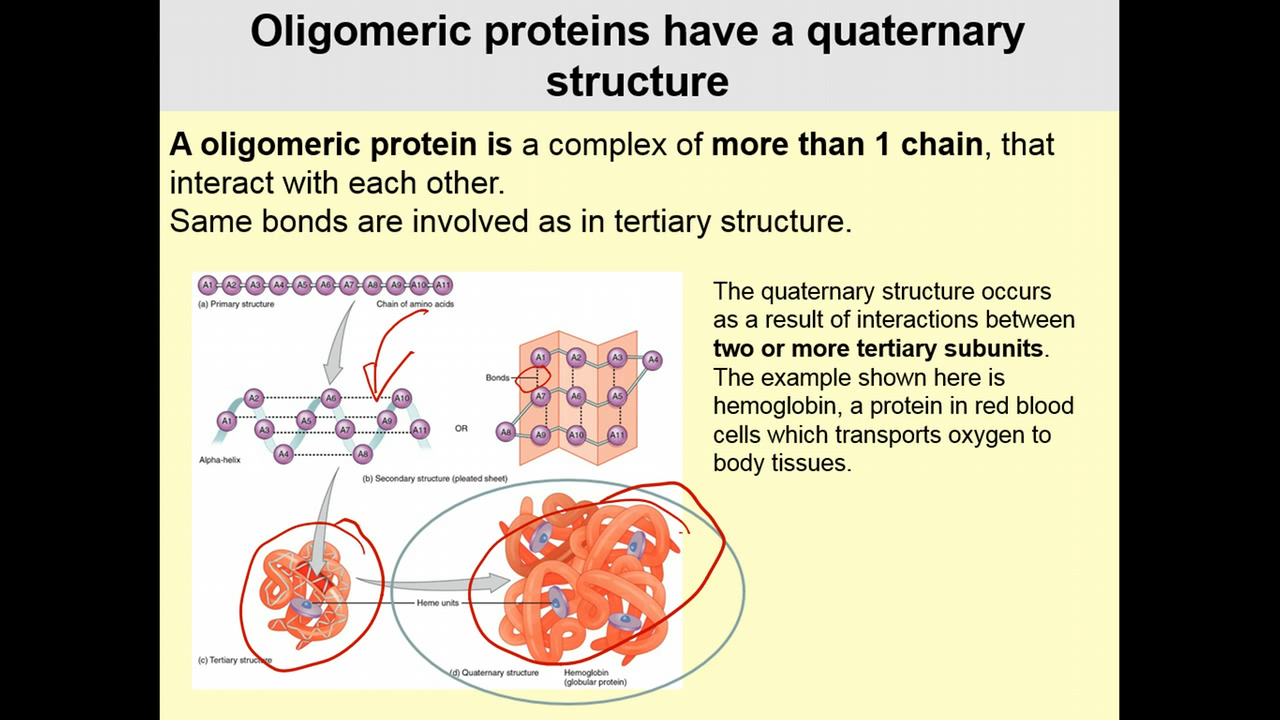 Oligomeric proteins have a quaternary
structure
A oligomeric protein is a complex of more than 1 chain, that
interact with each other.
Same bonds are involved as in tertiary structure.
A1 A2 A3 A4 A5 A6 A7 A8 A9 A10 A11
(a) Primary structure
Chain of amino acids
A2 A6 A10
A1 A5 A9
A3 A7 A11
A4 A8
Alpha-helix
OR
Bonds
A1 A2 A3 A4
A7 A6 A5
A8 A9 A10 A11
(b) Secondary structure (pleated sheet)
Heme units
(c) Tertiary structure
(d) Quaternary structure
Hemoglobin
(globular protein)
The quaternary structure occurs
as a result of interactions between
two or more tertiary subunits.
The example shown here is
hemoglobin, a protein in red blood
cells which transports oxygen to
body tissues.